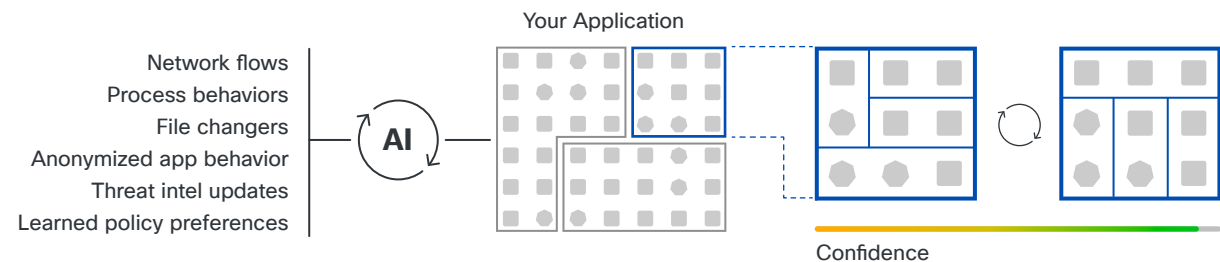 Your Application
Network flows
Process behaviors
File changers
Anonymized app behavior
Threat intel updates
Learned policy preferences
AI
Confidence